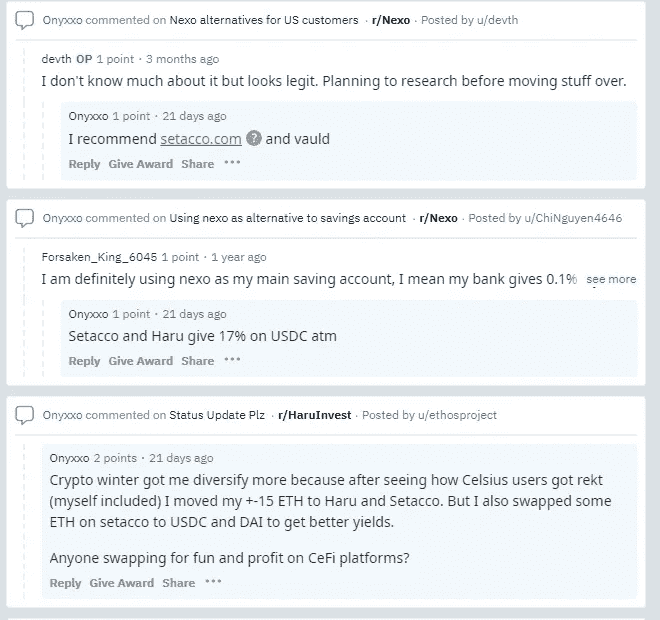 Onyxxo commented on Nexo alternatives for US customers · r/Nexo · Posted by u/devth
devth OP 1 point · 3 months ago
I don't know much about it but looks legit. Planning to research before moving stuff over.
Onyxxo 1 point · 21 days ago
I recommend setacco.com ? and vauld
Reply Give Award Share •••
Onyxxo commented on Using nexo as alternative to savings account · r/Nexo · Posted by u/ChiNguyen4646
Forsaken_King_6045 1 point · 1 year ago
I am definitely using nexo as my main saving account, I mean my bank gives 0.1% see more
Onyxxo 1 point · 21 days ago
Setacco and Haru give 17% on USDC atm
Reply Give Award Share •••
Onyxxo commented on Status Update Plz · r/HaruInvest · Posted by u/ethosproject
Onyxxo 2 points · 21 days ago
Crypto winter got me diversify more because after seeing how Celsius users got rekt
(myself included) I moved my +-15 ETH to Haru and Setacco. But I also swapped some
ETH on setacco to USDC and DAI to get better yields.
Anyone swapping for fun and profit on CeFi platforms?
Reply Give Award Share •••